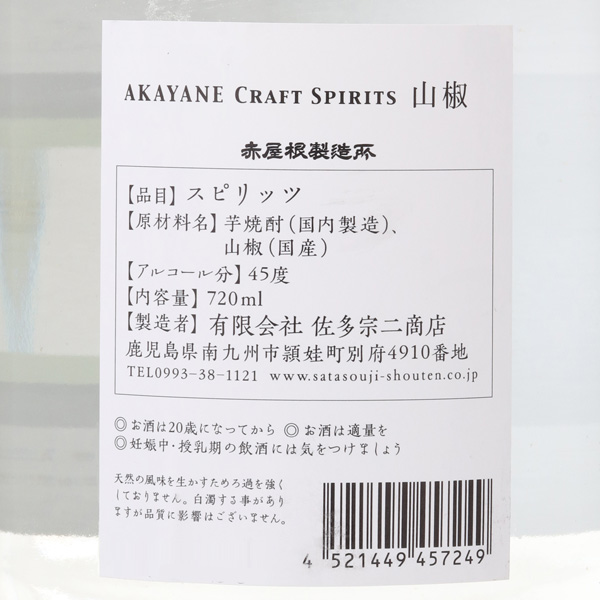 AKAYANE CRAFT SPIRITS 山椒
赤屋根製造所
【品目】スピリッツ
【原材料名】芋焼酎(国内製造)、
山椒(国産)
【アルコール分】45度
【内容量】720ml
【製造者】有限会社 佐多宗二商店
鹿児島県南九州市頴娃町別府4910番地
TEL0993-38-1121 www.satasouji-shouten.co.jp
◎お酒は20歳になってから ◎お酒は適量を
◎妊娠中・授乳期の飲酒には気をつけましょう
天然の風味を生かすためろ過を強く
しておりません。白濁する事があり
ますが品質に影響はございません。
4 521449 457249